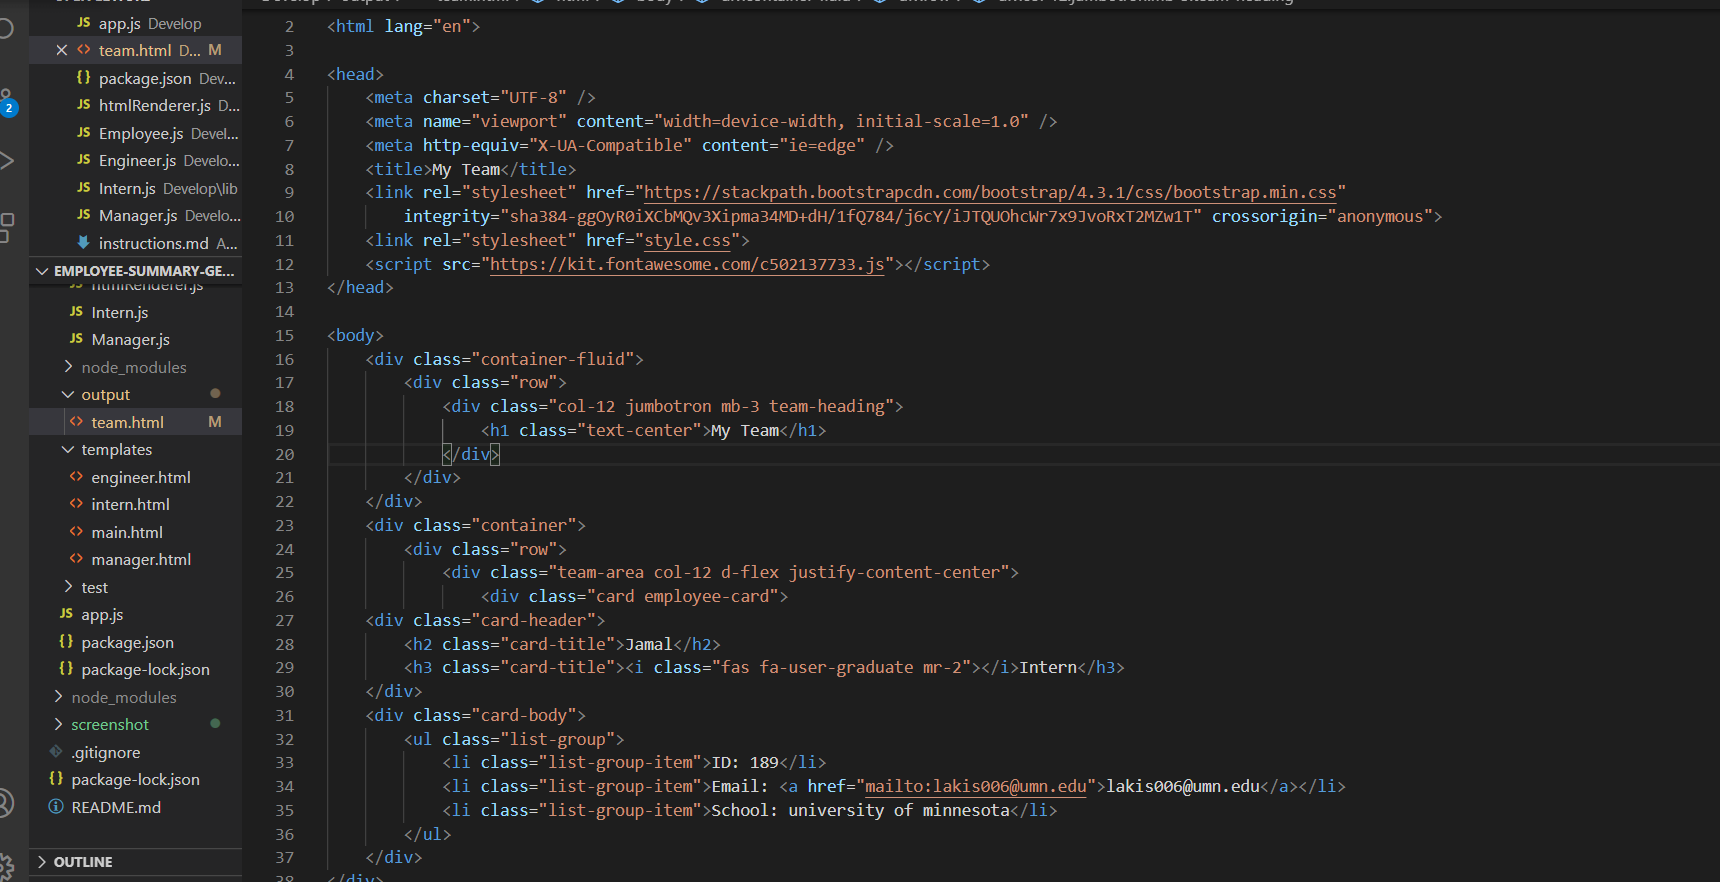 JS app.js Develop
team.html D... M
{} package.json Dev...
JS htmlRenderer.js D...
JS Employee.js Devel...
JS Engineer.js Develo...
JS Intern.js Develop\lib
JS Manager.js Develo...
instructions.md A...
EMPLOYEE-SUMMARY-GE...
JS htmlRenderer.js
JS Intern.js
JS Manager.js
node_modules
output
team.html M
templates
engineer.html
intern.html
main.html
manager.html
test
JS app.js
{} package.json
{} package-lock.json
node_modules
screenshot
.gitignore
{} package-lock.json
README.md
OUTLINE
2
2 <html lang="en">
3
4 <head>
5 <meta charset="UTF-8" />
6 <meta name="viewport" content="width=device-width, initial-scale=1.0" />
7 <meta http-equiv="X-UA-Compatible" content="ie=edge" />
8 <title>My Team</title>
9 <link rel="stylesheet" href="https://stackpath.bootstrapcdn.com/bootstrap/4.3.1/css/bootstrap.min.css"
10 integrity="sha384-ggOyR0iXCbMQv3Xipma34MD+dH/1fQ784/j6cY/iJTQUOhcWr7x9JvoRxT2MZw1T" crossorigin="anonymous">
11 <link rel="stylesheet" href="style.css">
12 <script src="https://kit.fontawesome.com/c502137733.js"></script>
13 </head>
14
15 <body>
16 <div class="container-fluid">
17 <div class="row">
18 <div class="col-12 jumbotron mb-3 team-heading">
19 <h1 class="text-center">My Team</h1>
20 </div>
21 </div>
22 </div>
23 <div class="container">
24 <div class="row">
25 <div class="team-area col-12 d-flex justify-content-center">
26 <div class="card employee-card">
27 <div class="card-header">
28 <h2 class="card-title">Jamal</h2>
29 <h3 class="card-title"><i class="fas fa-user-graduate mr-2"></i>Intern</h3>
30 </div>
31 <div class="card-body">
32 <ul class="list-group">
33 <li class="list-group-item">ID: 189</li>
34 <li class="list-group-item">Email: <a href="mailto:lakis006@umn.edu">lakis006@umn.edu</a></li>
35 <li class="list-group-item">School: university of minnesota</li>
36 </ul>
37 </div>
38 </div>